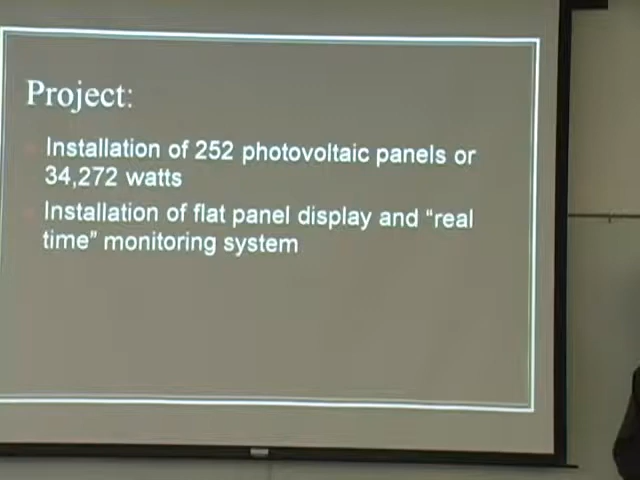 Project:
Installation of 252 photovoltaic panels or
34,272 watts
Installation of flat panel display and “real
time” monitoring system